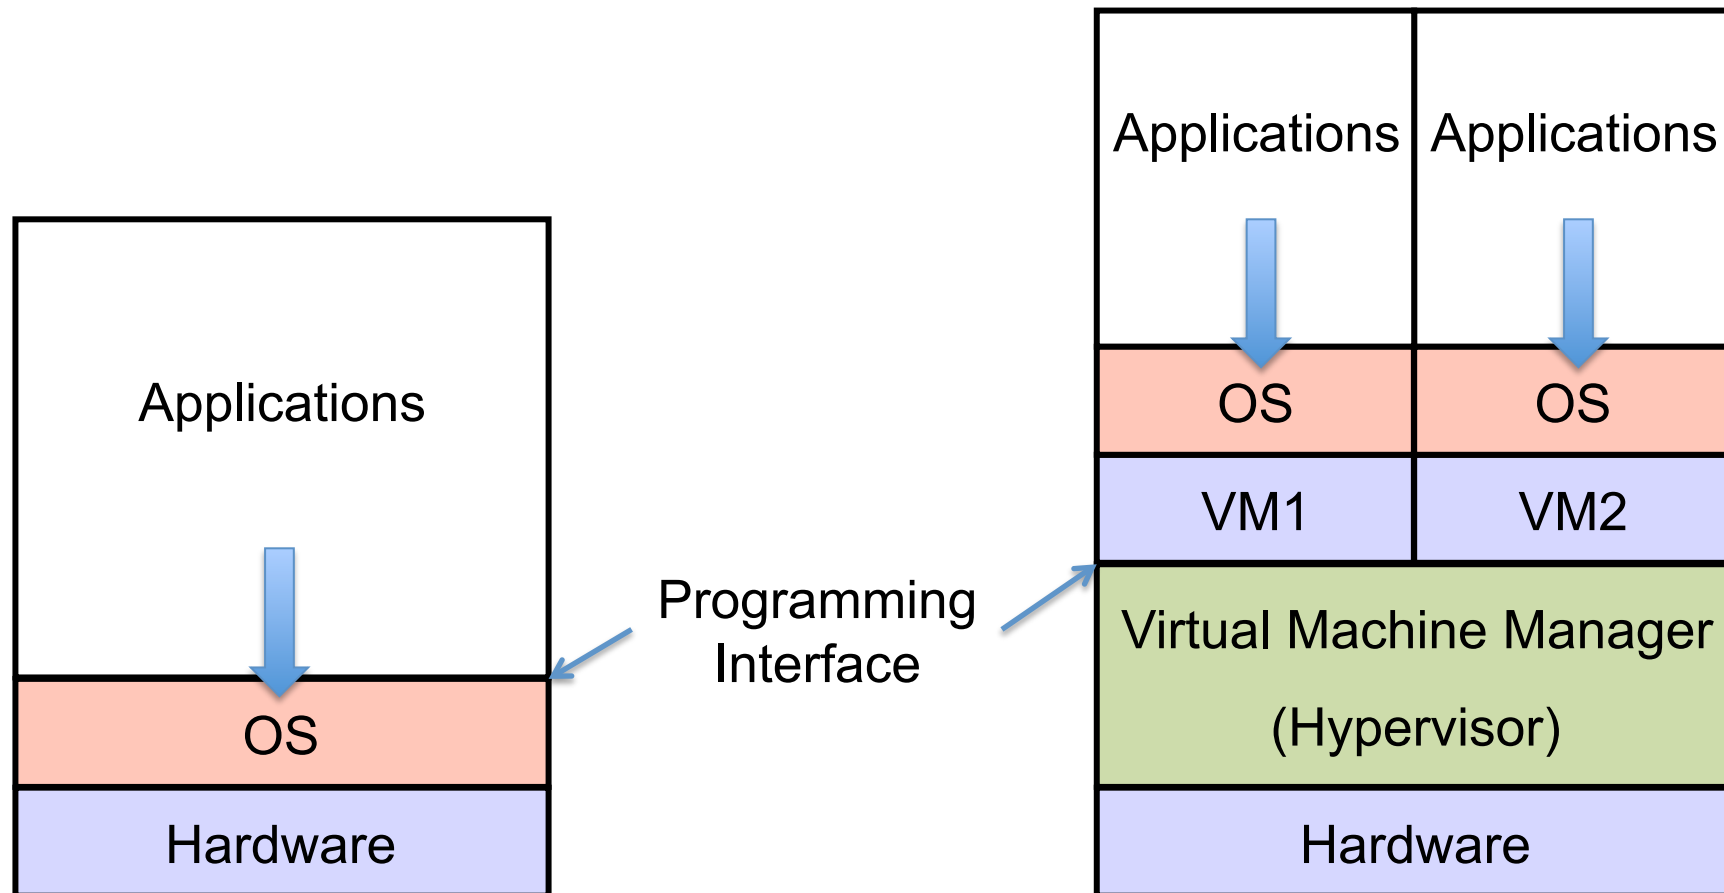 Applications
OS
Hardware
Programming
Interface
Applications
Applications
OS
OS
VM1
VM2
Virtual Machine Manager
(Hypervisor)
Hardware